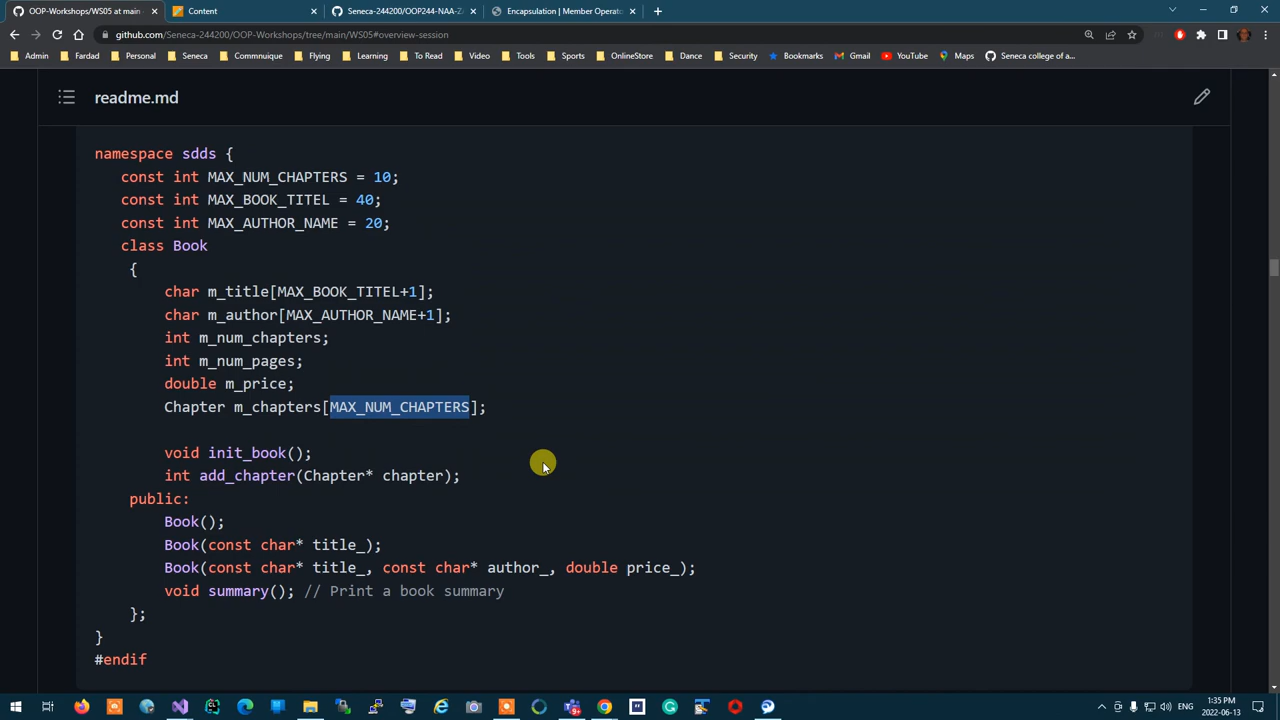 OOP-Workshops/WS05 at main
Content
Seneca-244200/OOP244-NAA-Z
Encapsulation | Member Operato
github.com/Seneca-244200/OOP-Workshops/tree/main/WS05#overview-session
Admin Fardad Personal Seneca Commnuique Flying Learning To Read Video Tools Sports OnlineStore Dance Security Bookmarks Gmail YouTube Maps Seneca college of a...
readme.md
namespace sdds {
const int MAX_NUM_CHAPTERS = 10;
const int MAX_BOOK_TITEL = 40;
const int MAX_AUTHOR_NAME = 20;
class Book
{
char m_title[MAX_BOOK_TITEL+1];
char m_author[MAX_AUTHOR_NAME+1];
int m_num_chapters;
int m_num_pages;
double m_price;
Chapter m_chapters[MAX_NUM_CHAPTERS];
void init_book();
int add_chapter(Chapter* chapter);
public:
Book();
Book(const char* title_);
Book(const char* title_, const char* author_, double price_);
void summary(); // Print a book summary
};
}
#endif
ENG
1:35 PM
2022-06-13